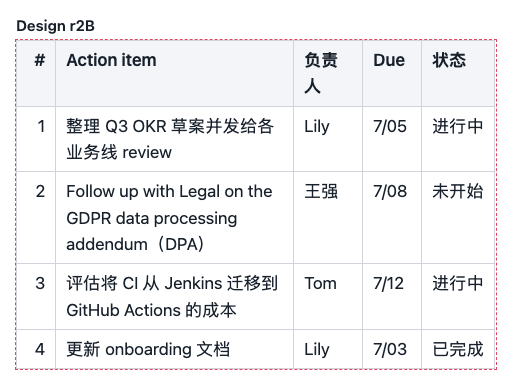 Design r2B
# Action item 负责人 Due 状态
1 整理 Q3 OKR 草案并发给各业务线 review Lily 7/05 进行中
2 Follow up with Legal on the GDPR data processing addendum（DPA） 王强 7/08 未开始
3 评估将 CI 从 Jenkins 迁移到 GitHub Actions 的成本 Tom 7/12 进行中
4 更新 onboarding 文档 Lily 7/03 已完成